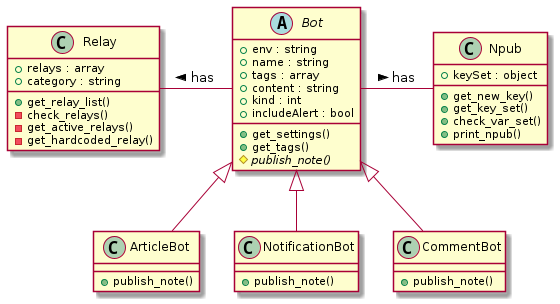 C Relay
relays : array
category : string
get_relay_list()
check_relays()
get_active_relays()
get_hardcoded_relay()
has
A Bot
env : string
name : string
tags : array
content : string
kind : int
includeAlert : bool
get_settings()
get_tags()
publish_note()
has
C Npub
keySet : object
get_new_key()
get_key_set()
check_var_set()
print_npub()
C ArticleBot
publish_note()
C NotificationBot
publish_note()
C CommentBot
publish_note()